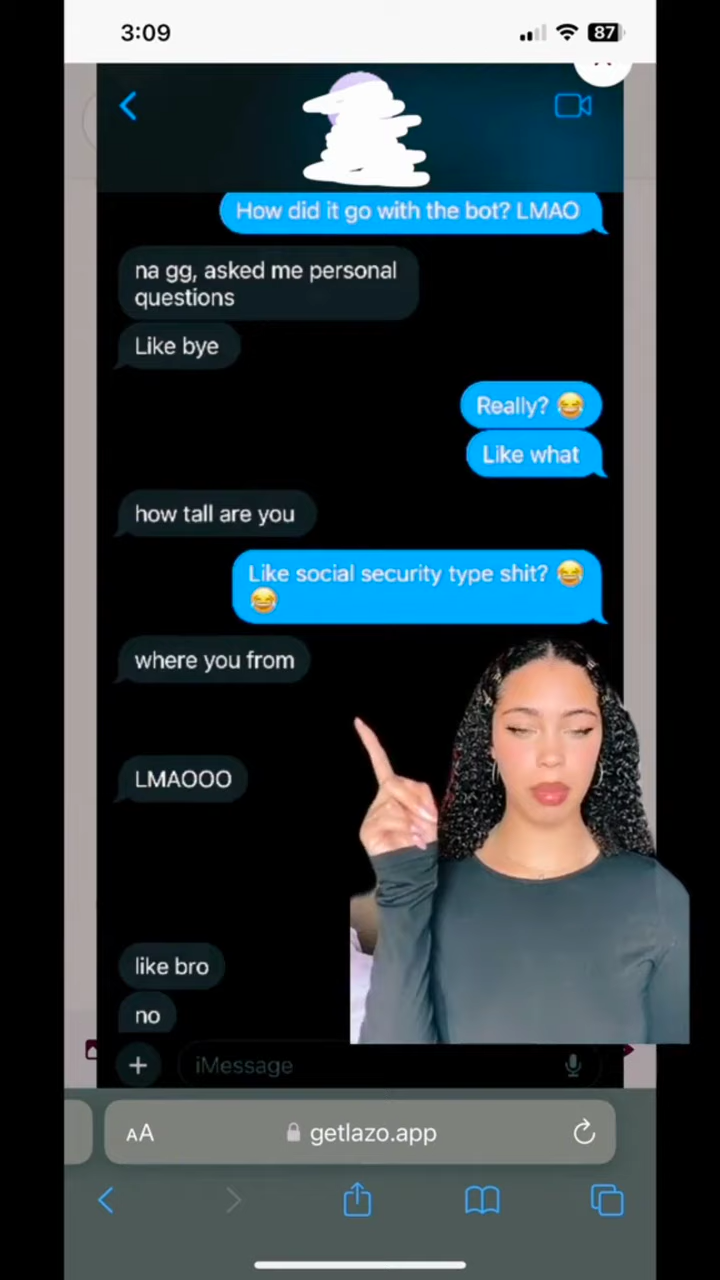 3:09
87
How did it go with the bot? LMAO
na gg, asked me personal
questions
Like bye
Really? 😂
Like what
how tall are you
Like social security type shit? 😂
😂
where you from
LMAOOO
like bro
no
iMessage
AA
getlazo.app